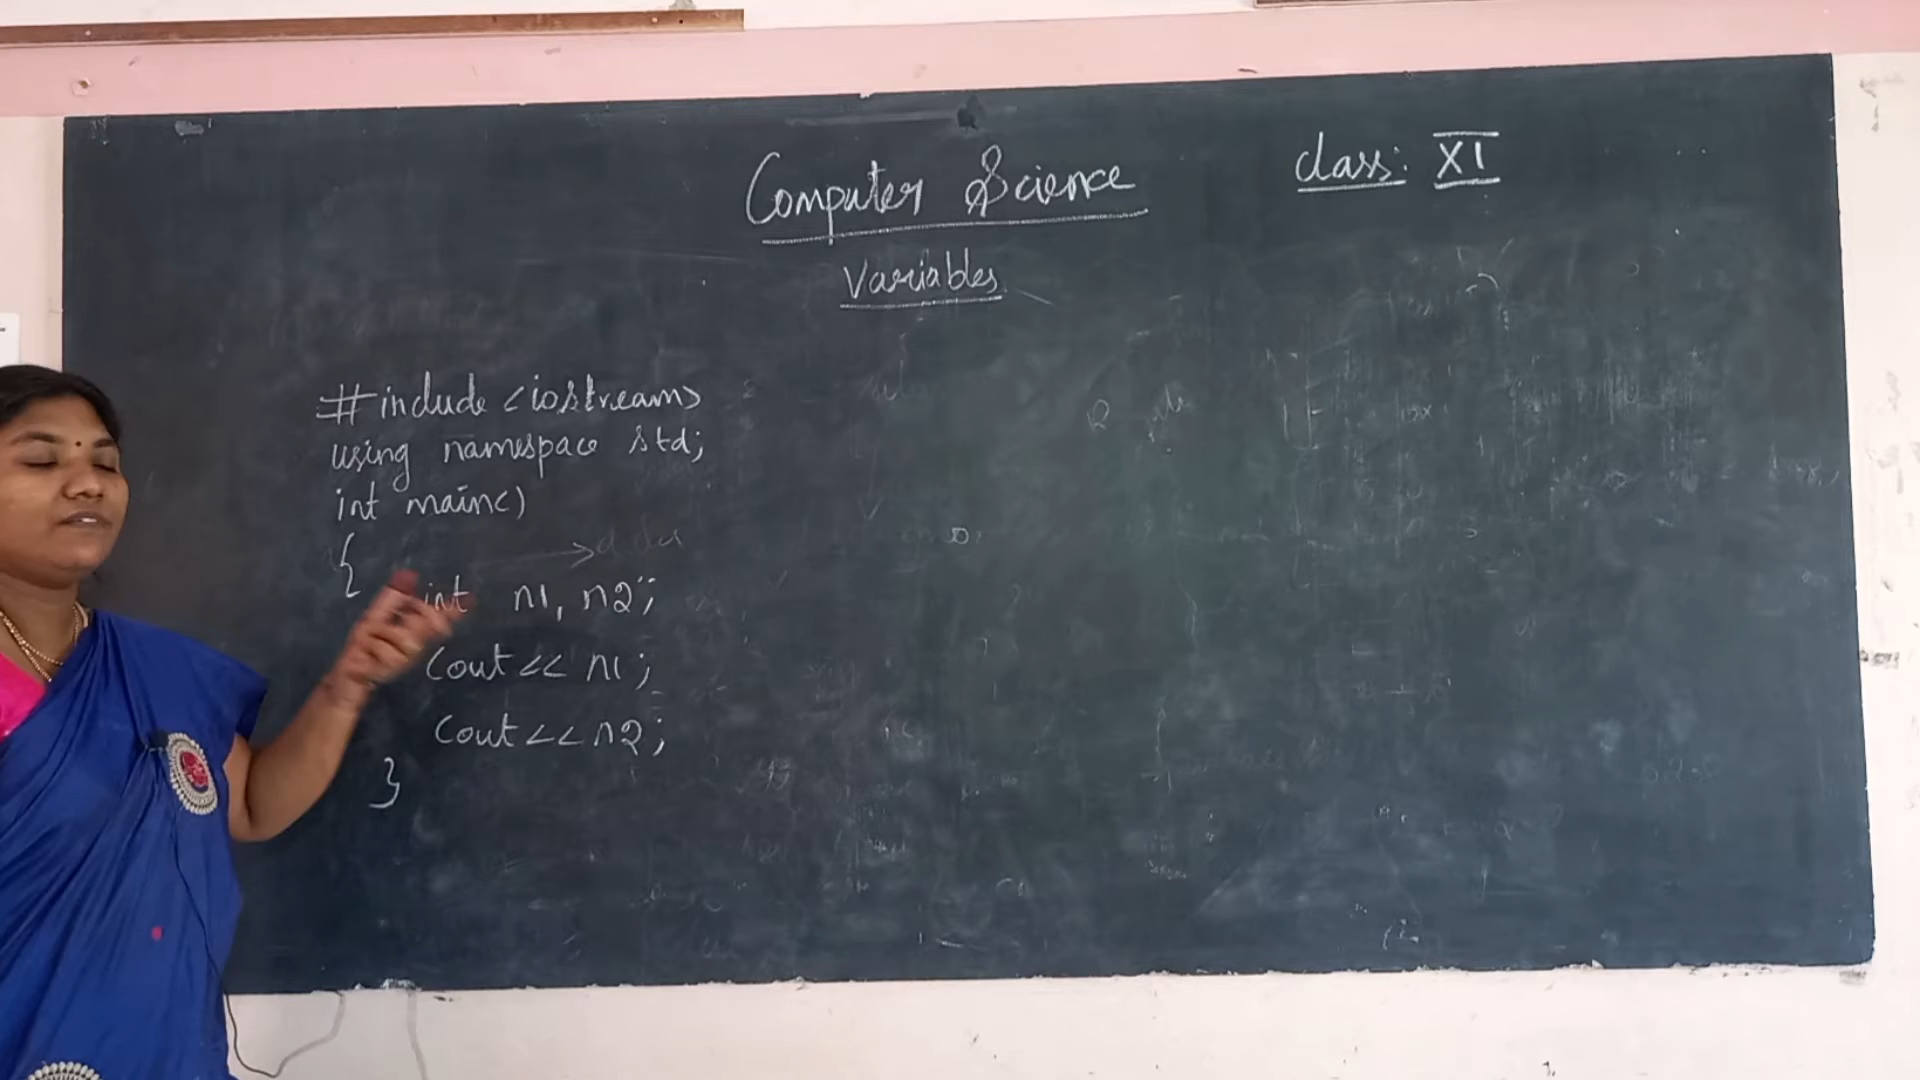 Computer Science
class: XI
Variables
#include <iostream>
using namespace std;
int main()
{
int n1, n2;
cout<< n1;
cout<< n2;
}